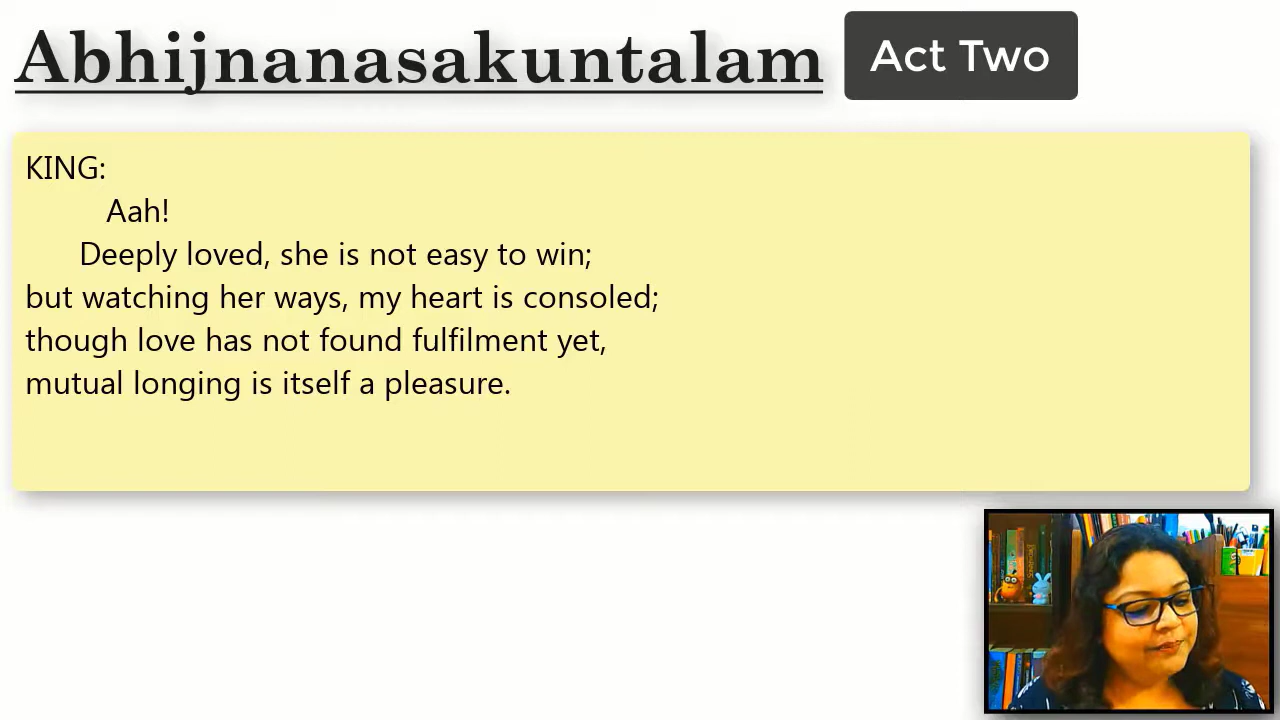 Abhijnanasakuntalam
Act Two
KING:
Aah!
Deeply loved, she is not easy to win;
but watching her ways, my heart is consoled;
though love has not found fulfilment yet,
mutual longing is itself a pleasure.